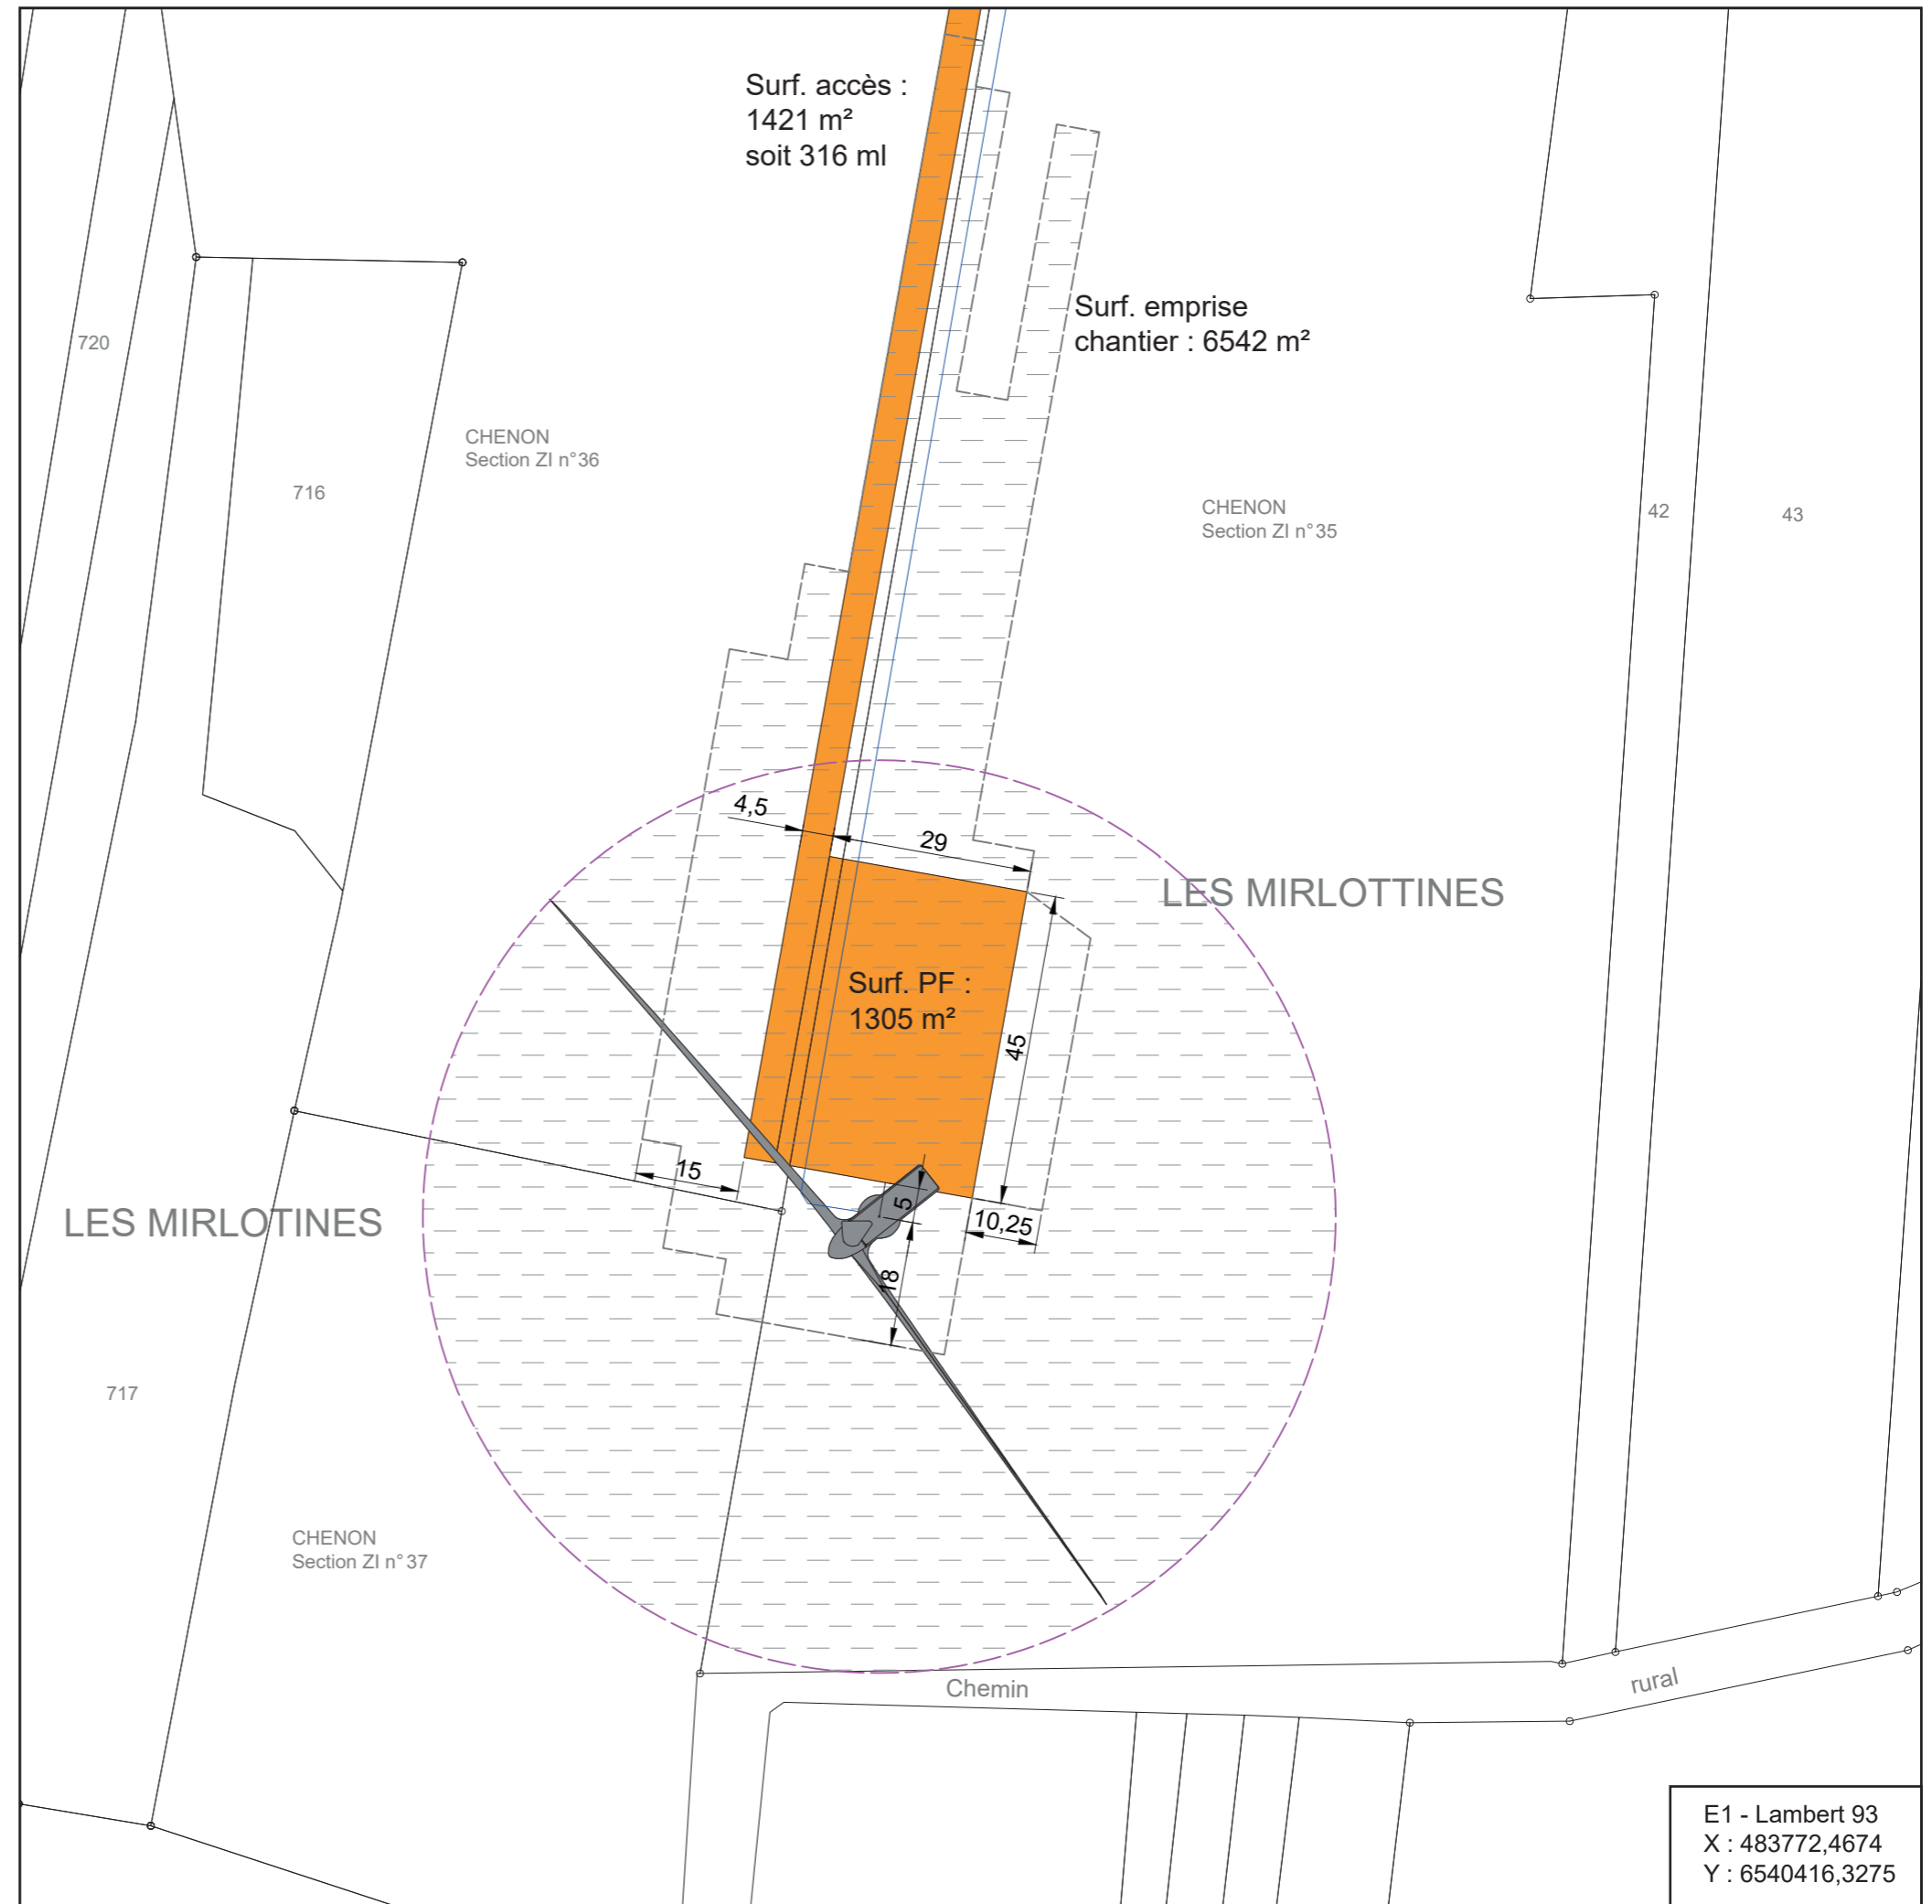 Surf. accès :
1421 m²
soit 316 ml
Surf. emprise
chantier : 6542 m²
720
CHENON
Section ZI n°36
716
CHENON
Section ZI n°35
42
43
4,5
29
LES MIRLOTTINES
Surf. PF :
1305 m²
45
15
5
10,25
LES MIRLOTINES
18
717
CHENON
Section ZI n°37
Chemin
rural
E1 - Lambert 93
X : 483772,4674
Y : 6540416,3275